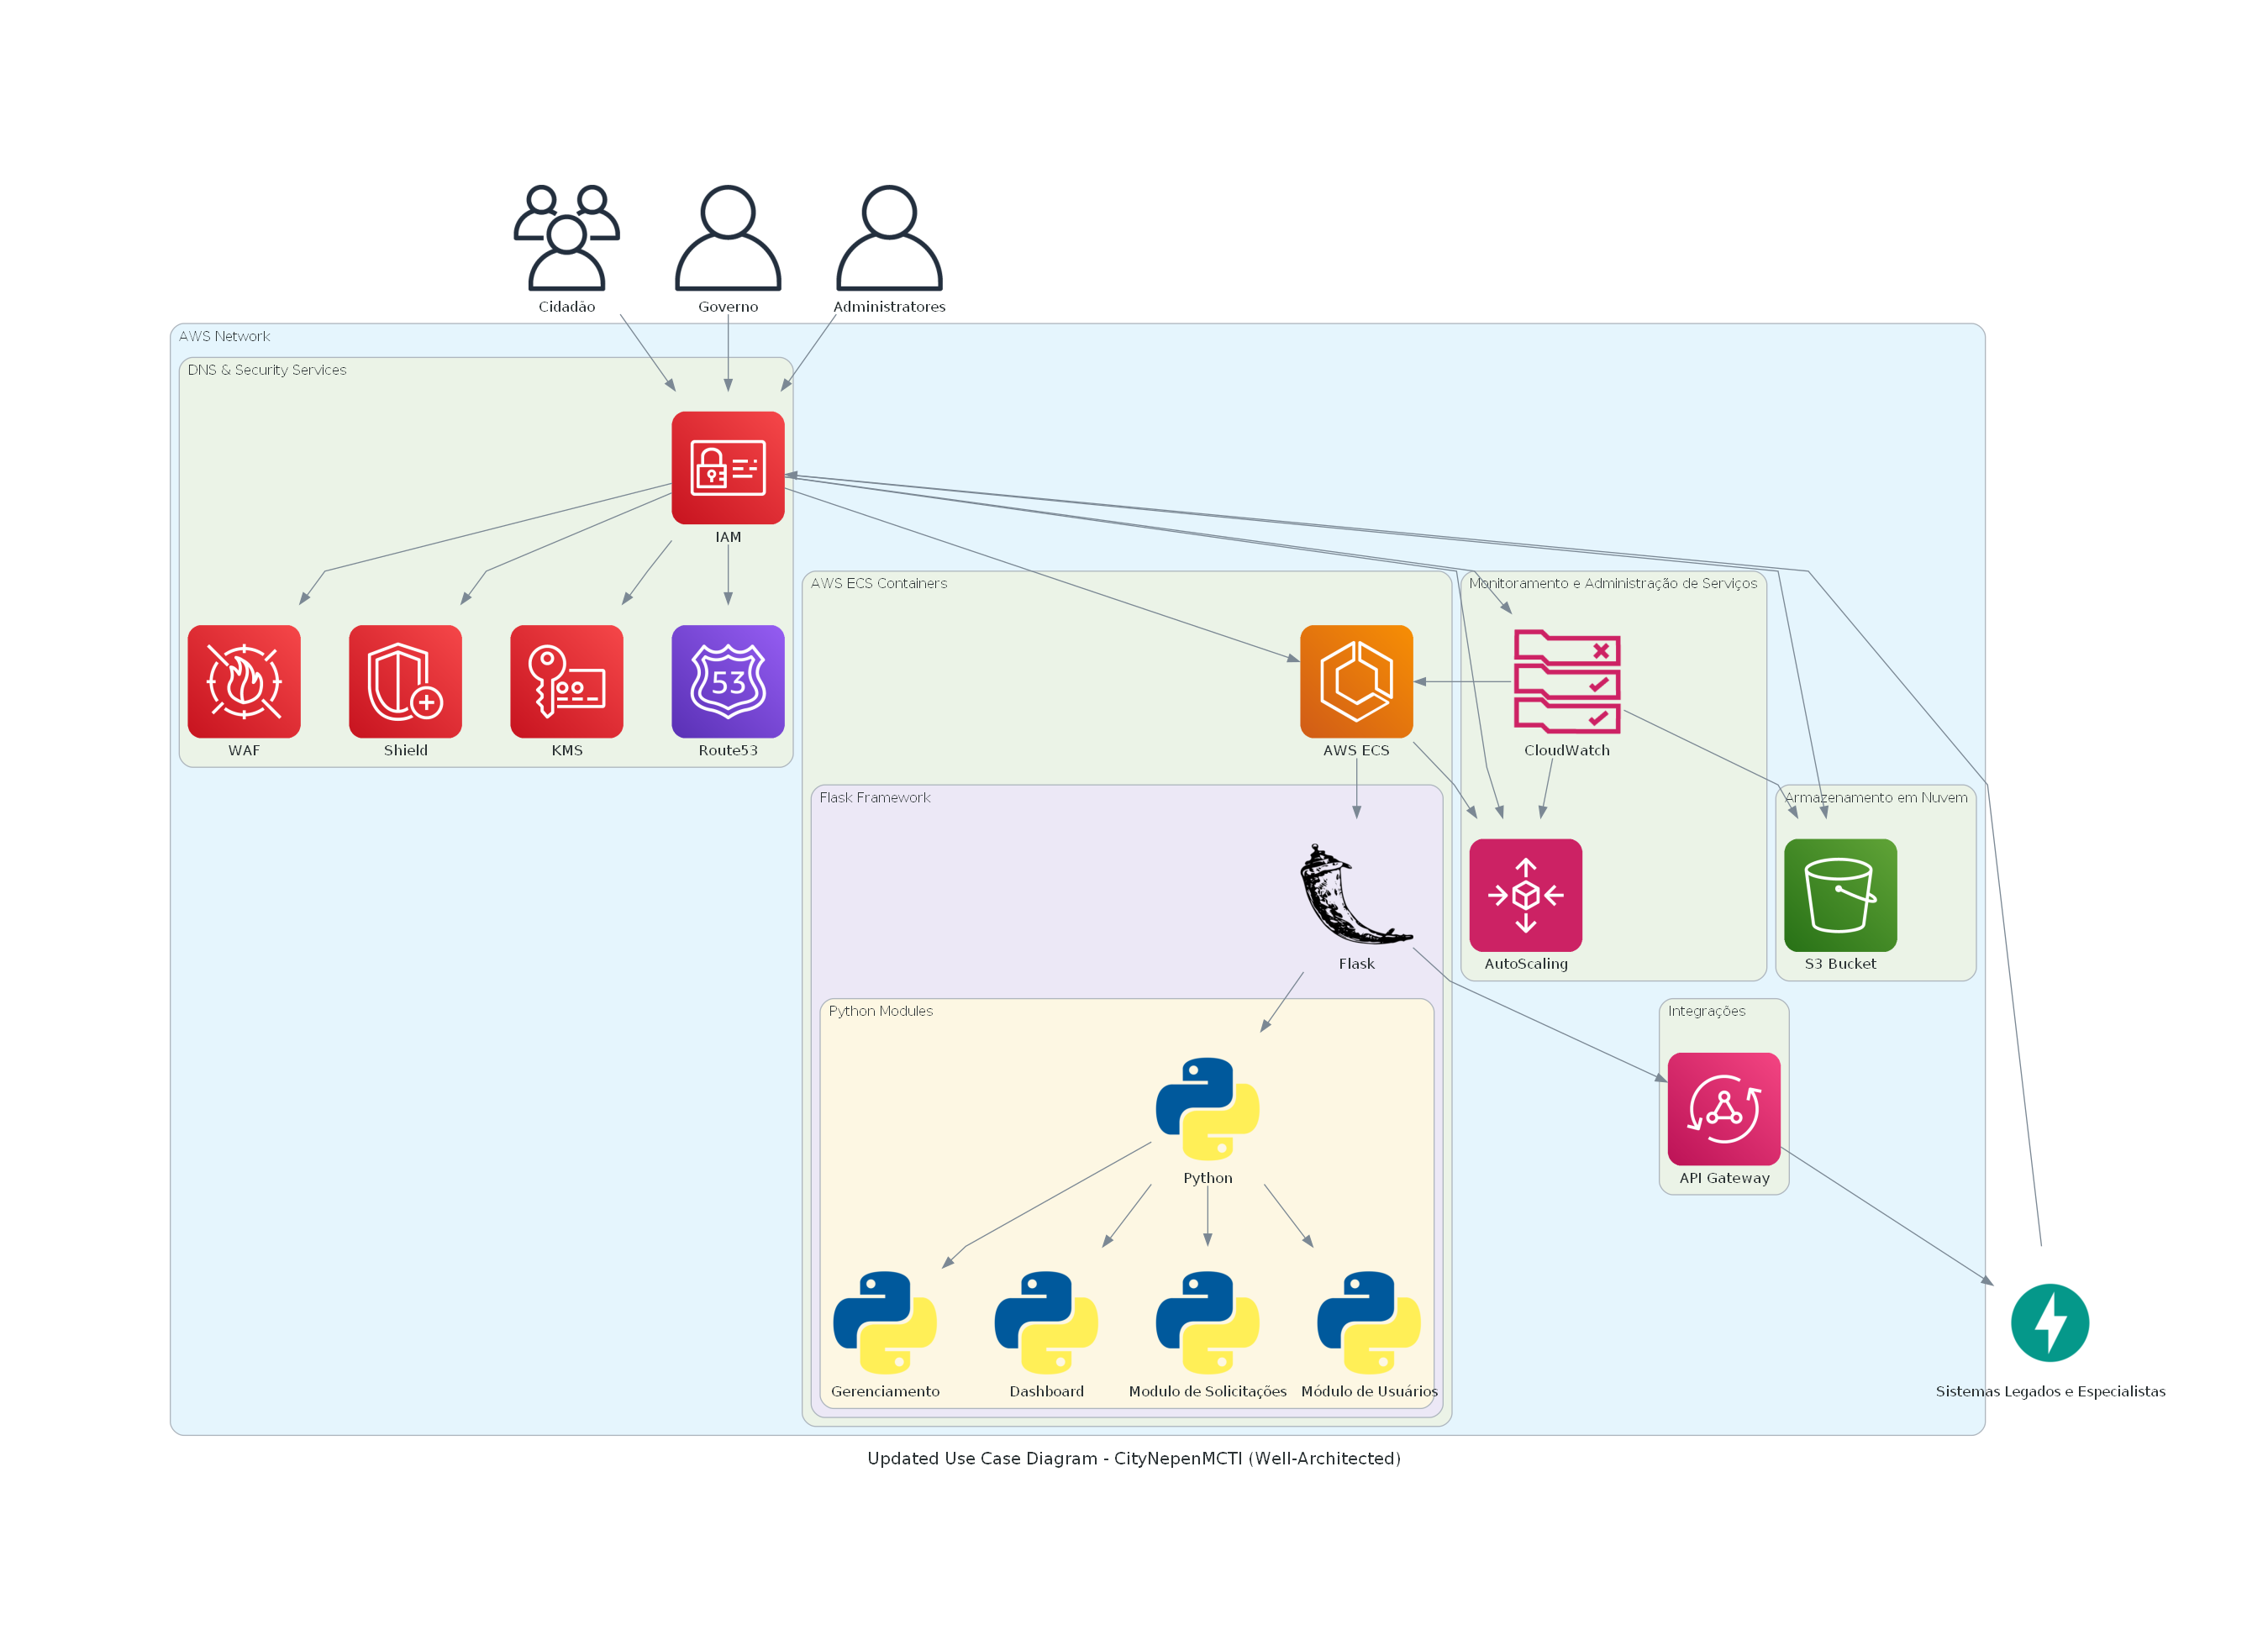 Cidadão
Governo
Administratores
AWS Network
DNS & Security Services
IAM
AWS ECS Containers
Monitoramento e Administração de Serviços
53
WAF
Shield
KMS
Route53
AWS ECS
CloudWatch
Flask Framework
Armazenamento em Nuvem
Flask
AutoScaling
S3 Bucket
Python Modules
Integrações
Python
API Gateway
Gerenciamento
Dashboard
Modulo de Solicitações
Módulo de Usuários
Sistemas Legados e Especialistas
Updated Use Case Diagram - CityNepenMCTI (Well-Architected)